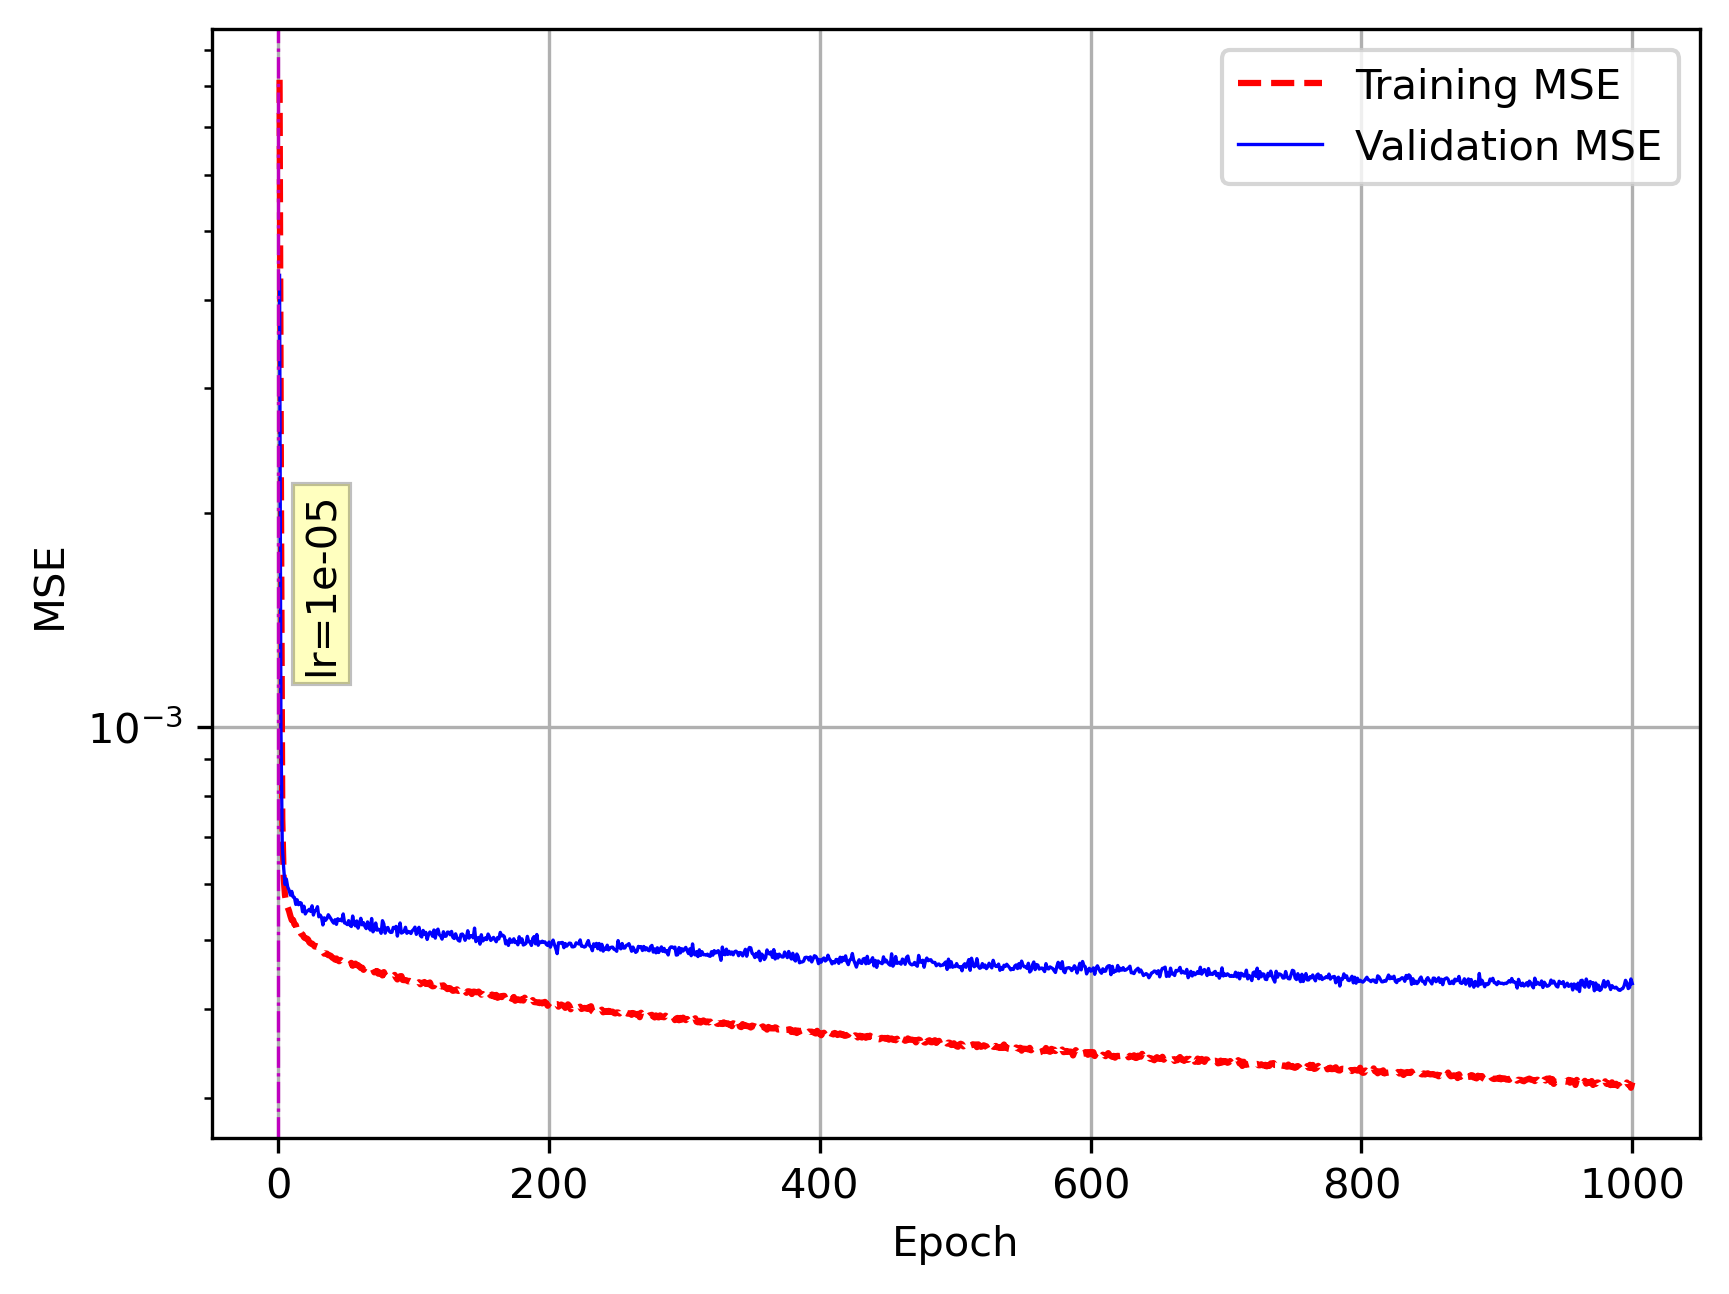 Training MSE
Validation MSE
lr=1e-05
MSE
10⁻³
0 200 400 600 800 1000
Epoch